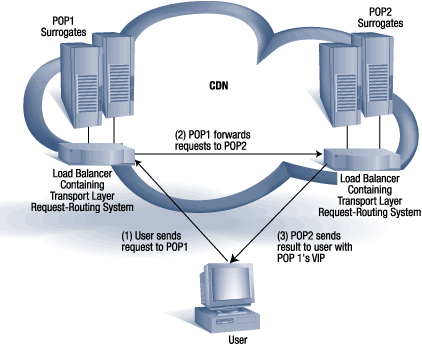 POP1
Surrogates
POP2
Surrogates
CDN
(2) POP1 forwards
requests to POP2
Load Balancer
Containing
Transport Layer
Request-Routing System
Load Balancer
Containing
Transport Layer
Request-Routing System
(1) User sends
request to POP1
(3) POP2 sends
result to user with
POP 1's VIP
User